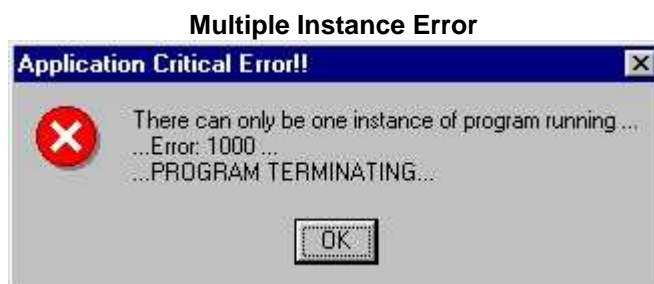 Multiple Instance Error
Application Critical Error!!
There can only be one instance of program running ...
...Error: 1000 ...
...PROGRAM TERMINATING...
OK